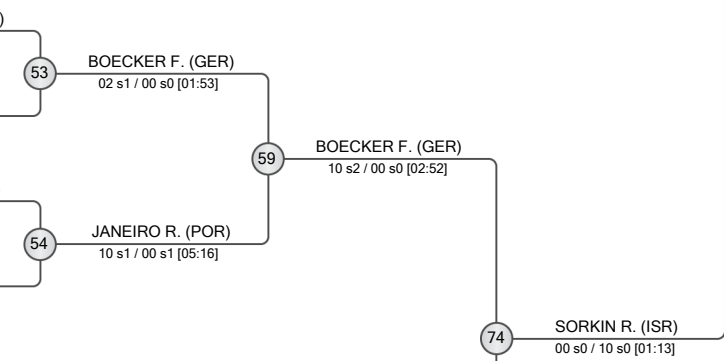 )
53
BOECKER F. (GER)
02 s1 / 00 s0 [01:53]
59
BOECKER F. (GER)
10 s2 / 00 s0 [02:52]
54
JANEIRO R. (POR)
10 s1 / 00 s1 [05:16]
74
SORKIN R. (ISR)
00 s0 / 10 s0 [01:13]